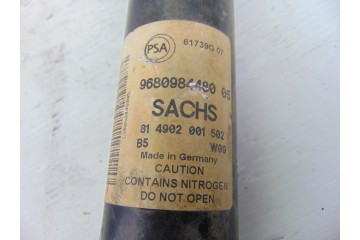 PSA
61739G 07
9680984480 05
SACHS
81 4902 001 502
B5 W09
Made in Germany
CAUTION
CONTAINS NITROGEN
DO NOT OPEN